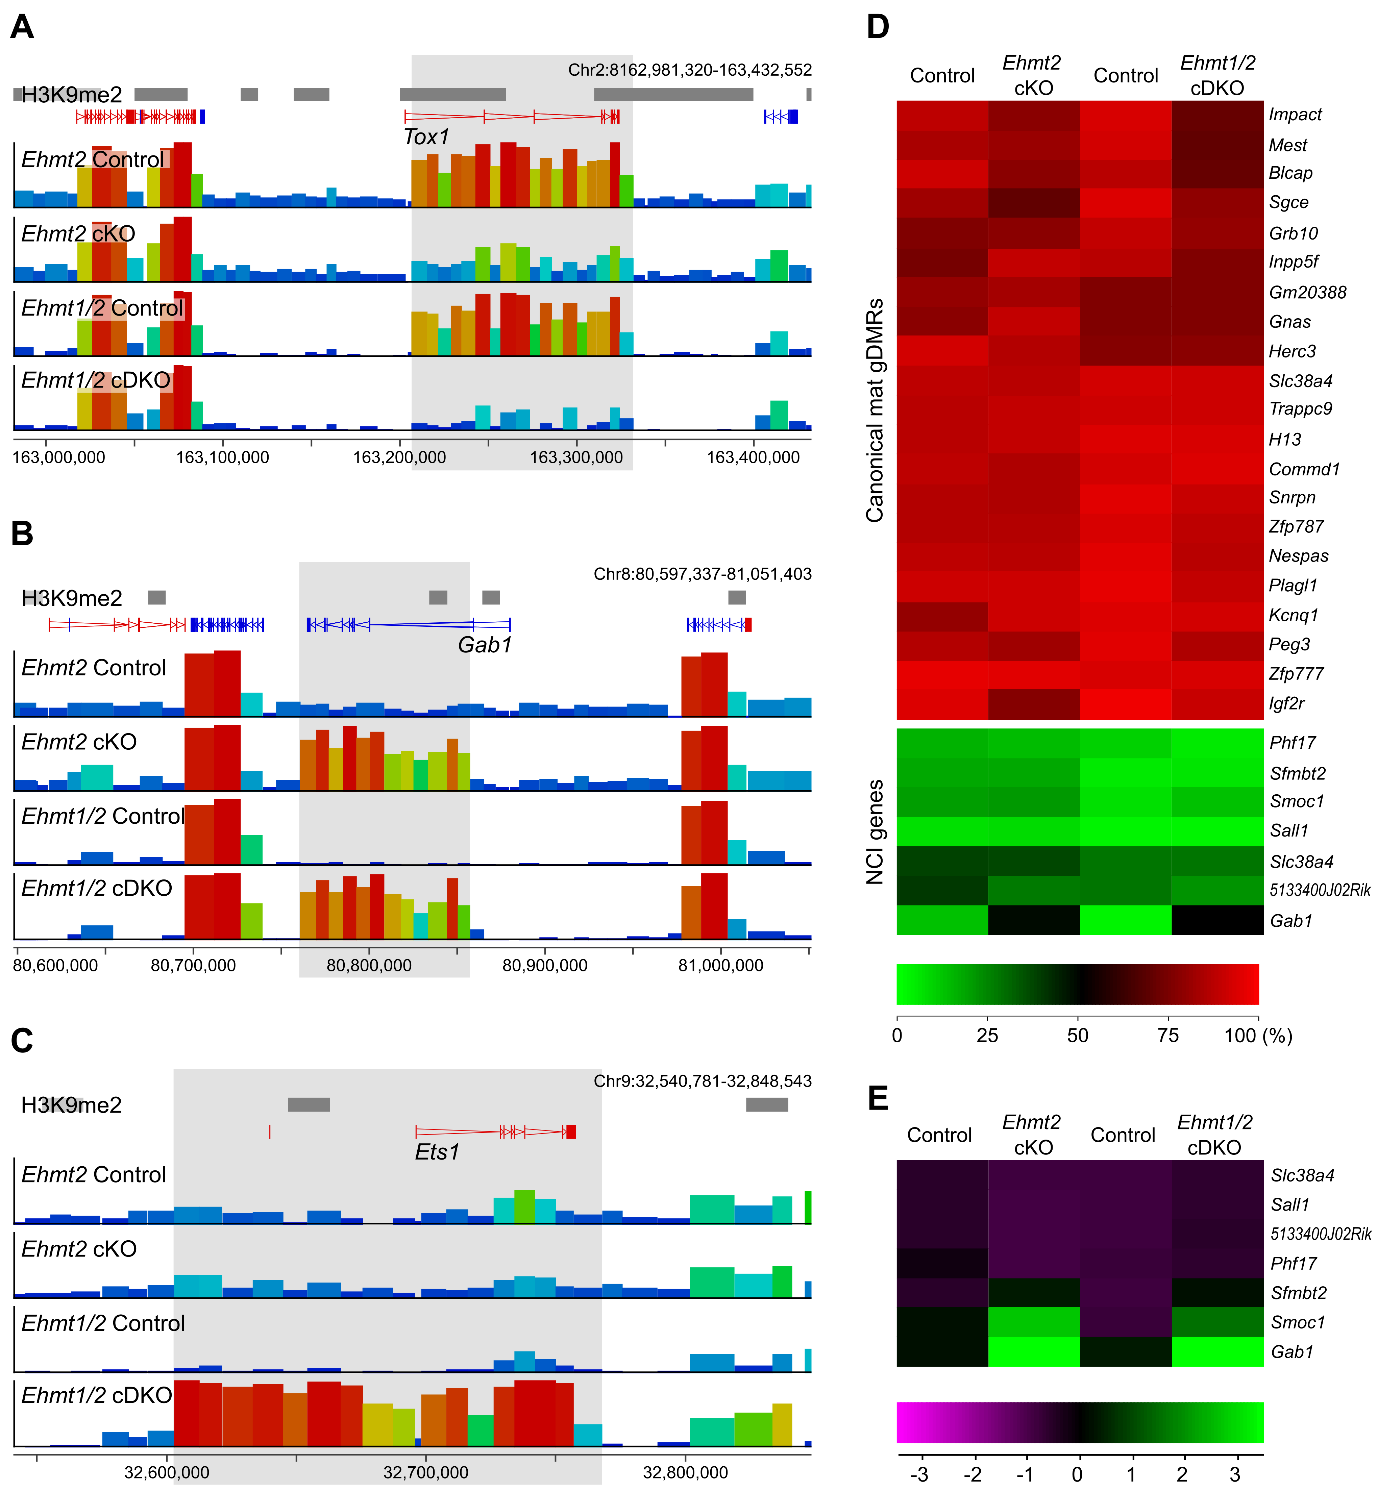 A
Chr2:8162,981,320-163,432,552
H3K9me2
Tox1
Ehmt2 Control
Ehmt2 cKO
Ehmt1/2 Control
Ehmt1/2 cDKO
163,000,000 163,100,000 163,200,000 163,300,000 163,400,000
B
Chr8:80,597,337-81,051,403
H3K9me2
Gab1
Ehmt2 Control
Ehmt2 cKO
Ehmt1/2 Control
Ehmt1/2 cDKO
80,600,000 80,700,000 80,800,000 80,900,000 81,000,000
C
Chr9:32,540,781-32,848,543
H3K9me2
Ets1
Ehmt2 Control
Ehmt2 cKO
Ehmt1/2 Control
Ehmt1/2 cDKO
32,600,000 32,700,000 32,800,000
D
Control Ehmt2 cKO Control Ehmt1/2 cDKO
Canonical mat gDMRs
Impact
Mest
Blcap
Sgce
Grb10
Inpp5f
Gm20388
Gnas
Herc3
Slc38a4
Trappc9
H13
Commd1
Snrpn
Zfp787
Nespas
Plagl1
Kcnq1
Peg3
Zfp777
Igf2r
NCI genes
Phf17
Sfmbt2
Smoc1
Sall1
Slc38a4
5133400J02Rik
Gab1
0 25 50 75 100 (%)
E
Control Ehmt2 cKO Control Ehmt1/2 cDKO
Slc38a4
Sall1
5133400J02Rik
Phf17
Sfmbt2
Smoc1
Gab1
-3 -2 -1 0 1 2 3